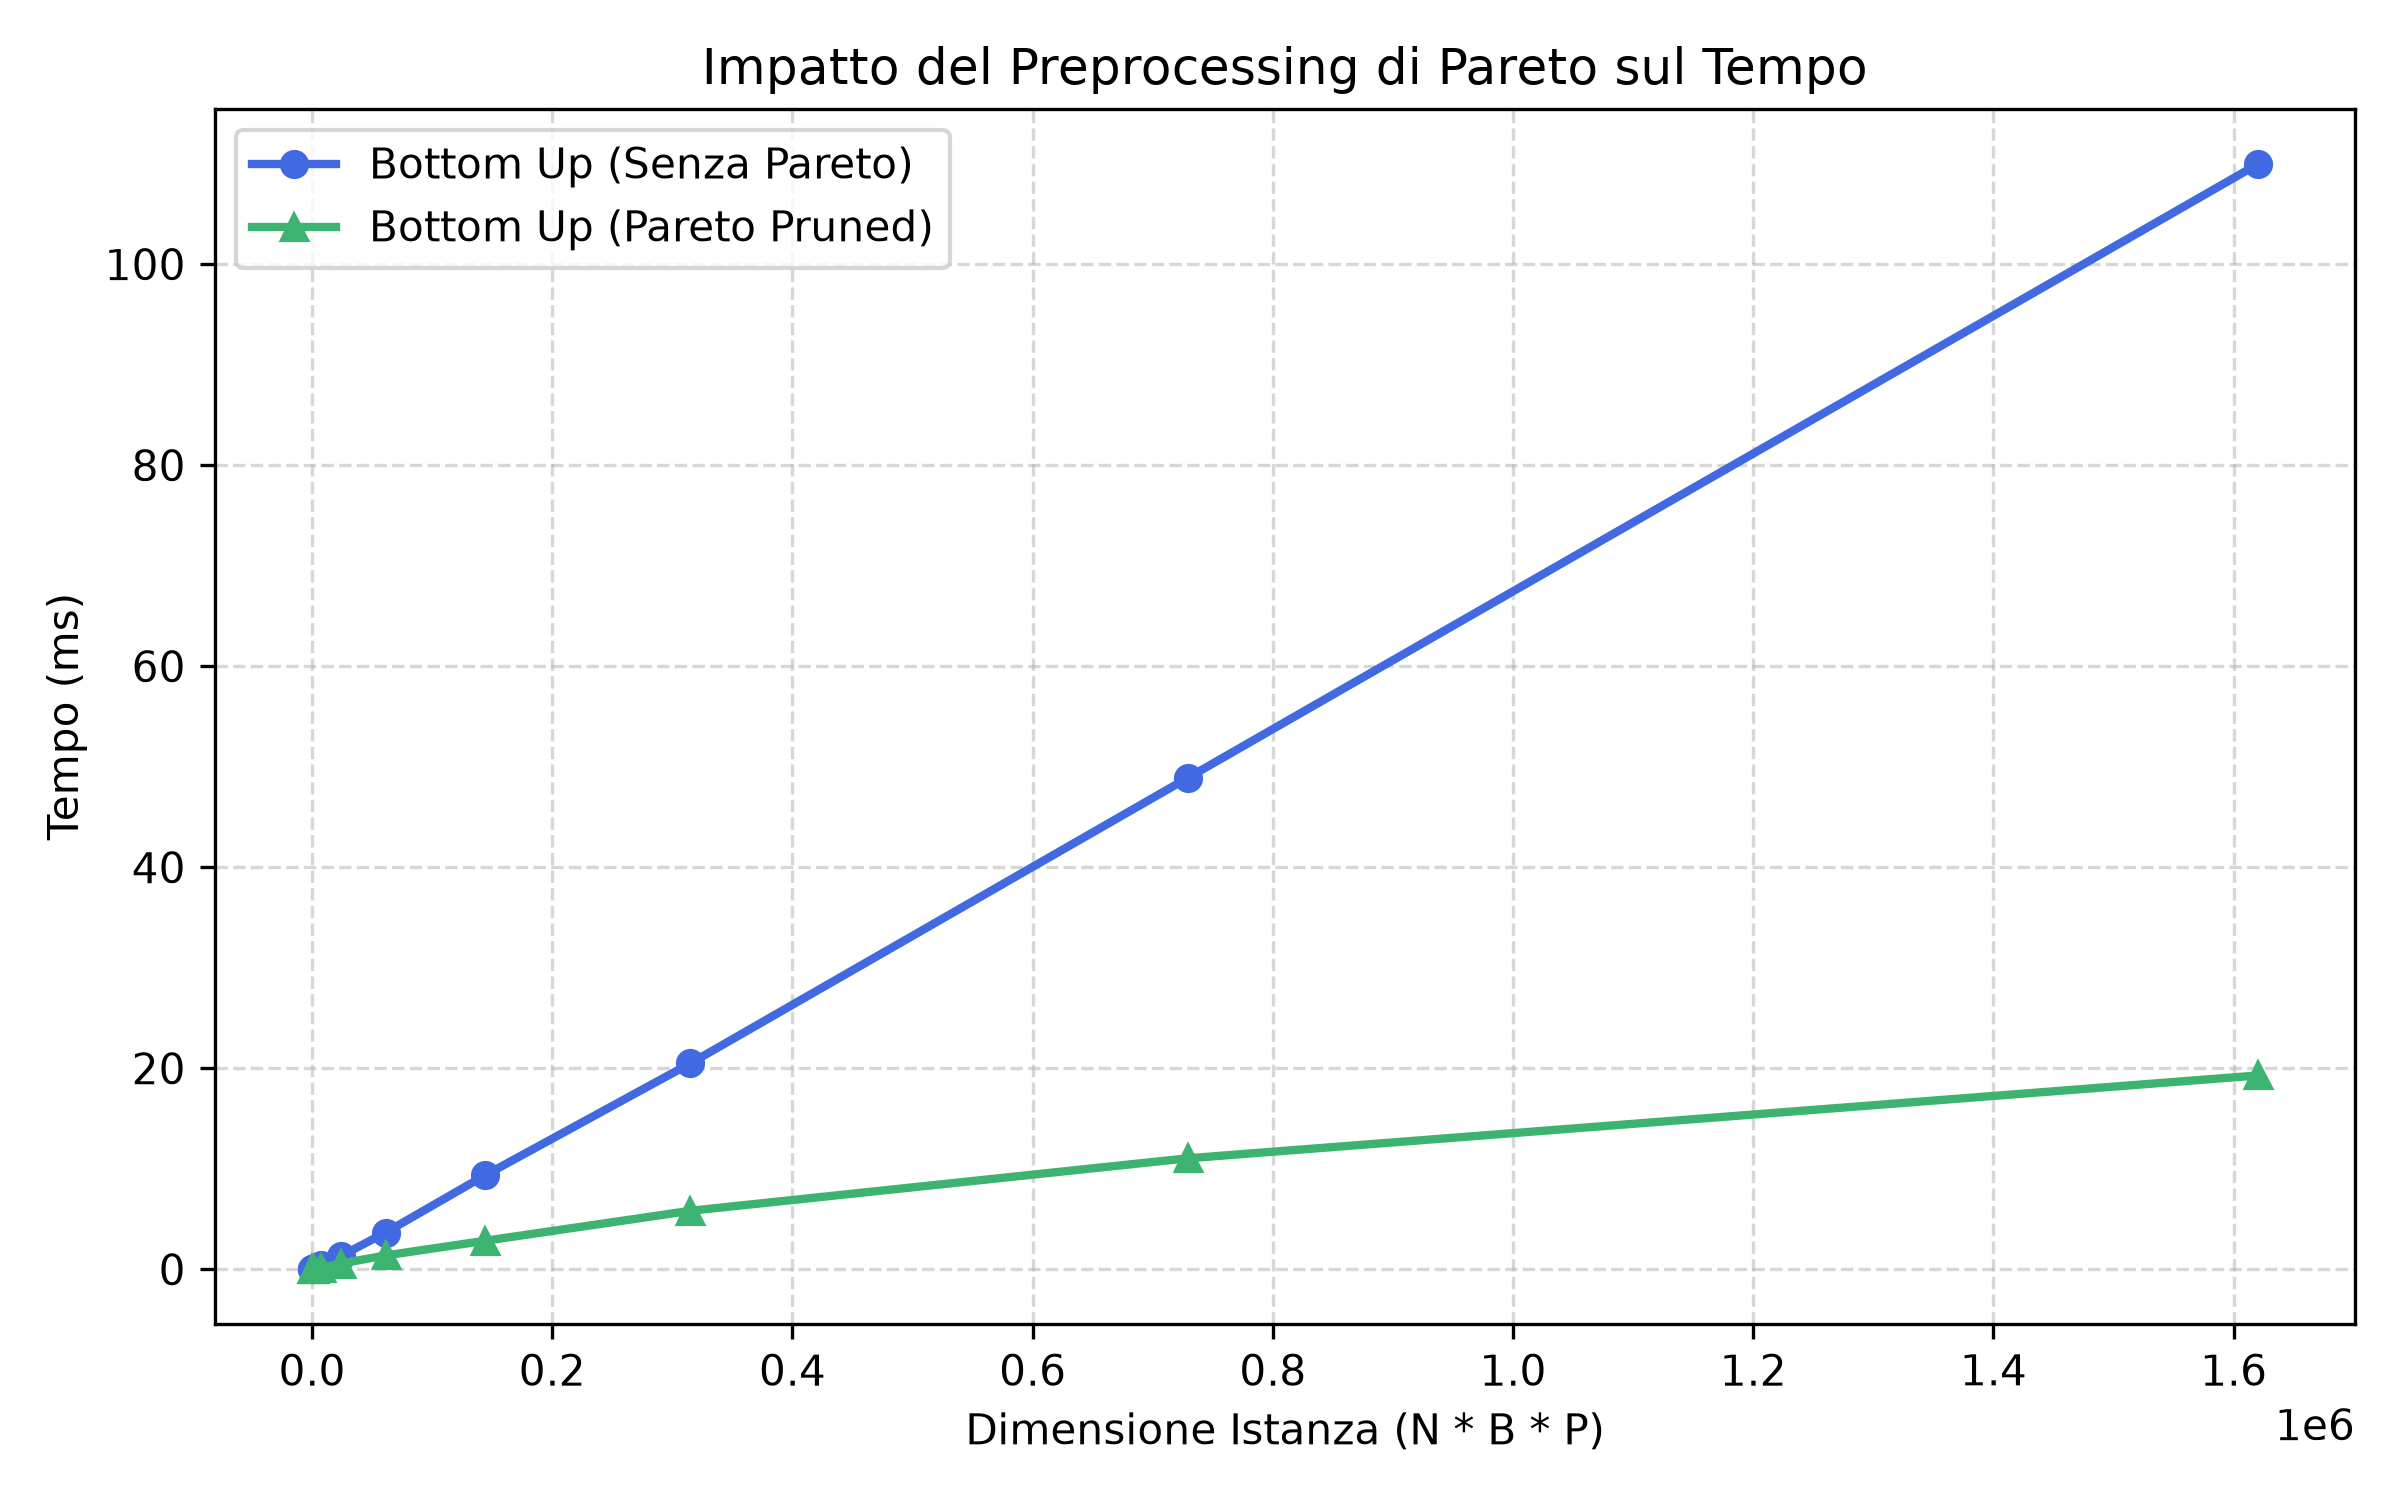 Impatto del Preprocessing di Pareto sul Tempo
Bottom Up (Senza Pareto)
Bottom Up (Pareto Pruned)
Tempo (ms)
100
80
60
40
20
0
0.0 0.2 0.4 0.6 0.8 1.0 1.2 1.4 1.6
1e6
Dimensione Istanza (N * B * P)